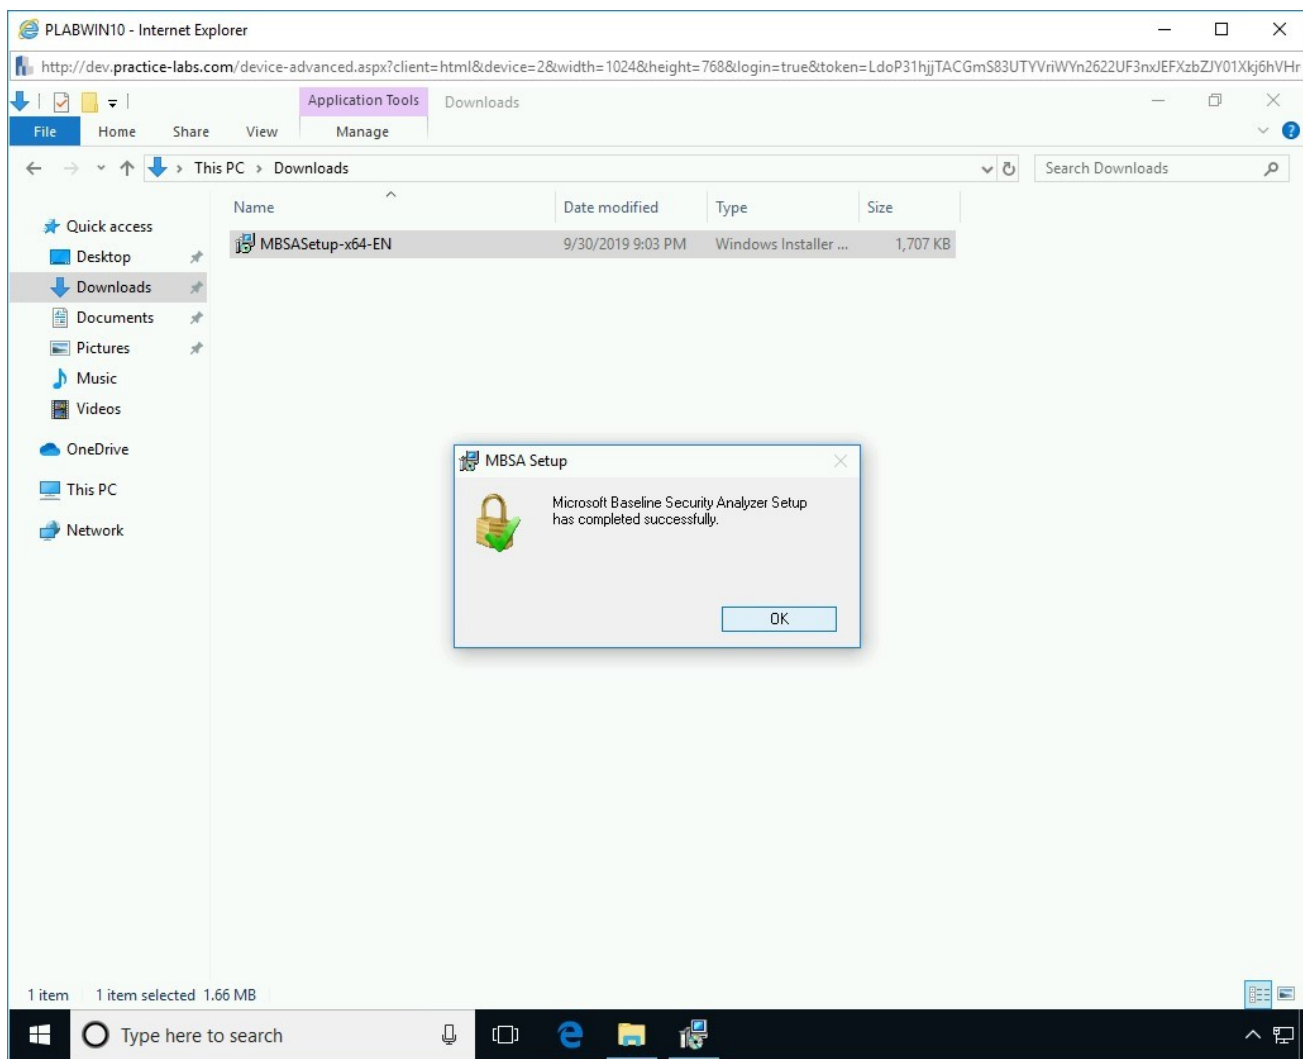 PLABWIN10 - Internet Explorer
http://dev.practice-labs.com/device-advanced.aspx?client=html&device=2&width=1024&height=768&login=true&token=LdoP31hjjTACGmS83UTYVriWYn2622UF3nxJEFXzbZJY01Xkj6hVHr
Application Tools Downloads
File Home Share View Manage
This PC > Downloads Search Downloads
Name Date modified Type Size
MBSASetup-x64-EN 9/30/2019 9:03 PM Windows Installer ... 1,707 KB
Quick access
Desktop
Downloads
Documents
Pictures
Music
Videos
OneDrive
This PC
Network
MBSA Setup
Microsoft Baseline Security Analyzer Setup
has completed successfully.
OK
1 item 1 item selected 1.66 MB
Type here to search